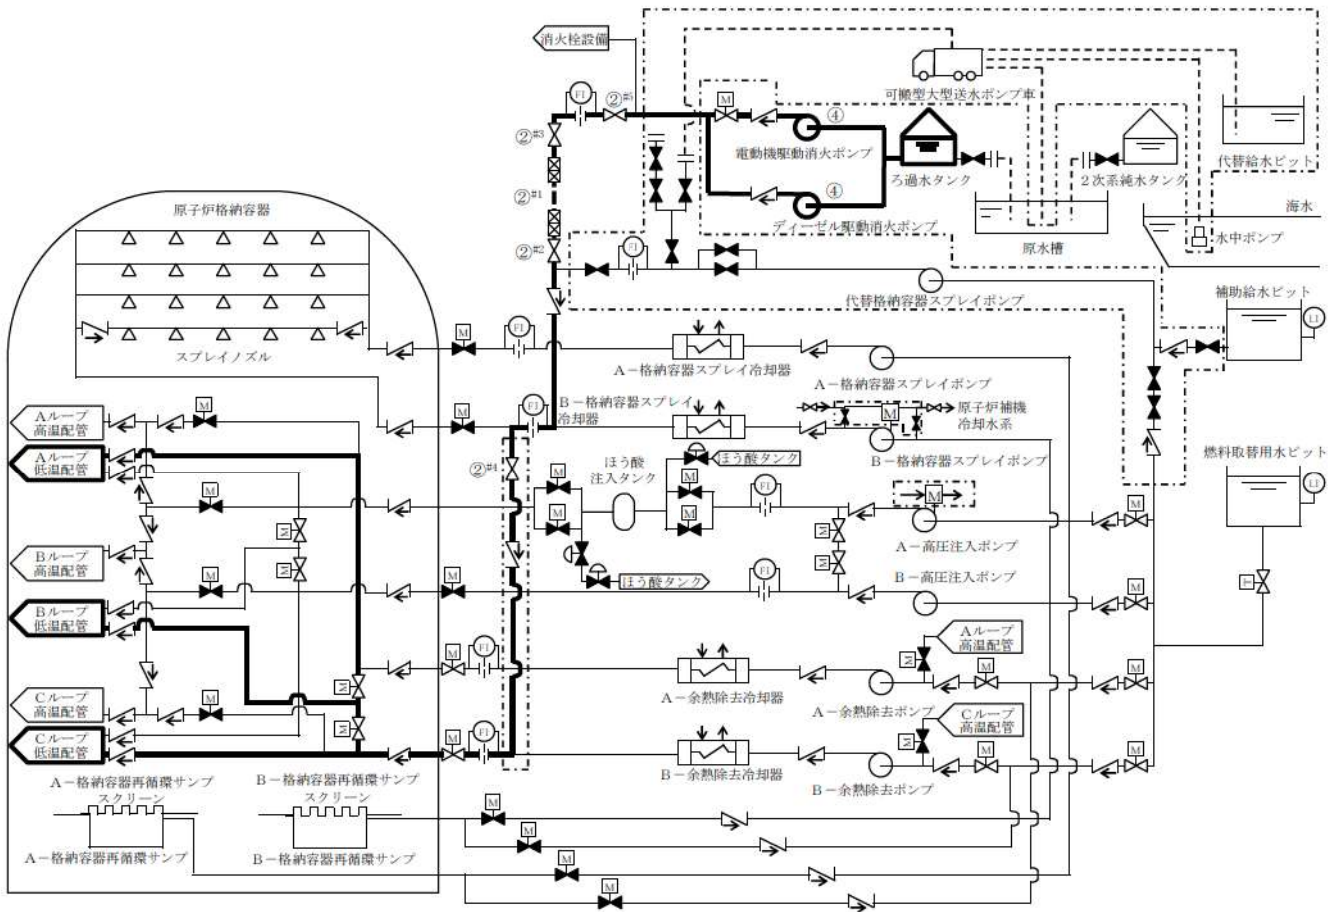 消火栓設備
FI
②#5
M
④
可搬型大型送水ポンプ車
②#3
電動機駆動消火ポンプ
ろ過水タンク
2次系純水タンク
代替給水ピット
②#1
④
ディーゼル駆動消火ポンプ
原水槽
海水
水中ポンプ
②#2
FI
原子炉格納容器
代替格納容器スプレイポンプ
補助給水ピット
LI
スプレイノズル
M
FI
A-格納容器スプレイ冷却器
A-格納容器スプレイポンプ
B-格納容器スプレイ
冷却器
M
FI
M
原子炉補機
冷却水系
B-格納容器スプレイポンプ
Aループ
高温配管
M
Aループ
低温配管
②#4
ほう酸
注入タンク
ほう酸タンク
燃料取替用水ピット
LI
M
M
M
M
M
FI
M
M
A-高圧注入ポンプ
M
M
M
Bループ
高温配管
M
M
M
ほう酸タンク
FI
B-高圧注入ポンプ
M
T
Bループ
低温配管
M
FI
Aループ
高温配管
M
M
M
A-余熱除去冷却器
A-余熱除去ポンプ
M
Cループ
高温配管
M
M
Cループ
高温配管
Cループ
低温配管
M
FI
M
M
M
B-余熱除去冷却器
B-余熱除去ポンプ
A-格納容器再循環サンプ
スクリーン
B-格納容器再循環サンプ
スクリーン
M
M
A-格納容器再循環サンプ
B-格納容器再循環サンプ
M
M